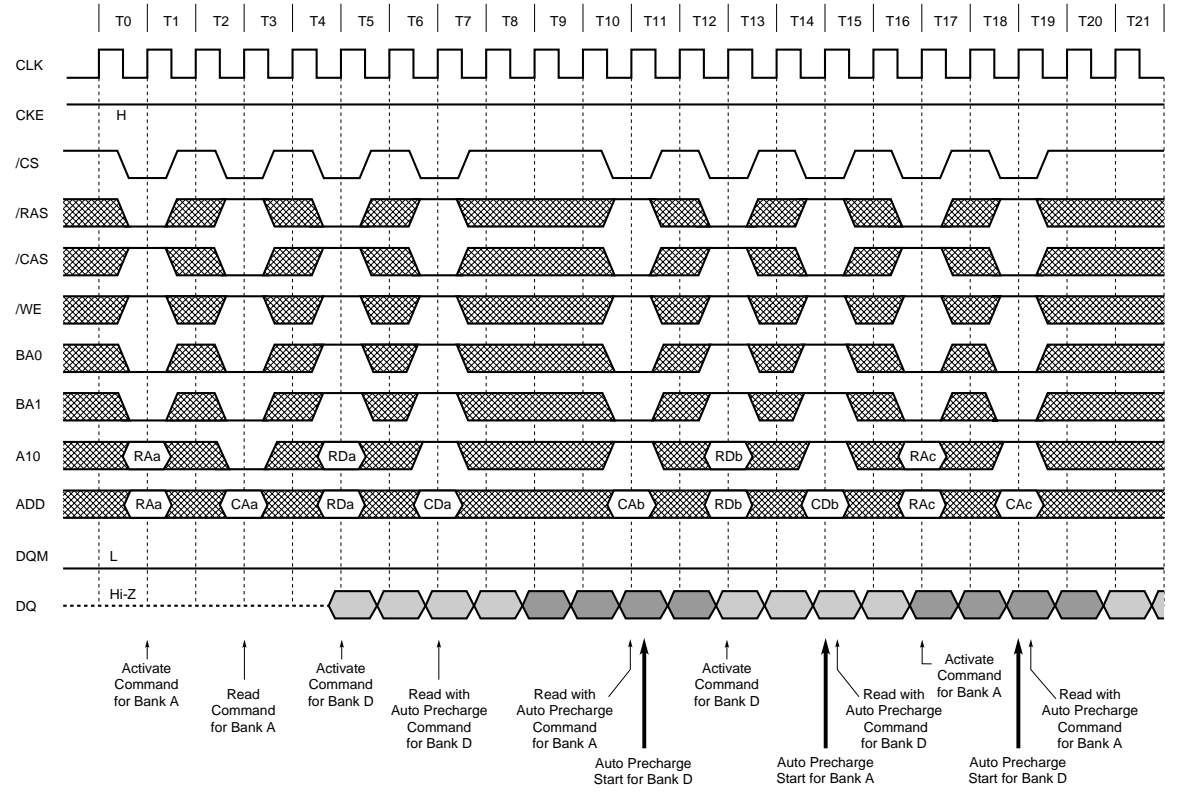 T0 T1 T2 T3 T4 T5 T6 T7 T8 T9 T10 T11 T12 T13 T14 T15 T16 T17 T18 T19 T20 T21
CLK
CKE H
/CS
/RAS
/CAS
/WE
BA0
BA1
A10 RAa RDa RDb RAc
ADD RAa CAa RDa CDa CAb RDb CDb RAc CAc
DQM L
DQ Hi-Z
Activate
Command
for Bank A
Read
Command
for Bank A
Activate
Command
for Bank D
Read with
Auto Precharge
Command
for Bank D
Read with
Auto Precharge
Command
for Bank A
Auto Precharge
Start for Bank D
Activate
Command
for Bank D
Auto Precharge
Start for Bank A
Read with
Auto Precharge
Command
for Bank D
Activate
Command
for Bank A
Auto Precharge
Start for Bank D
Read with
Auto Precharge
Command
for Bank A